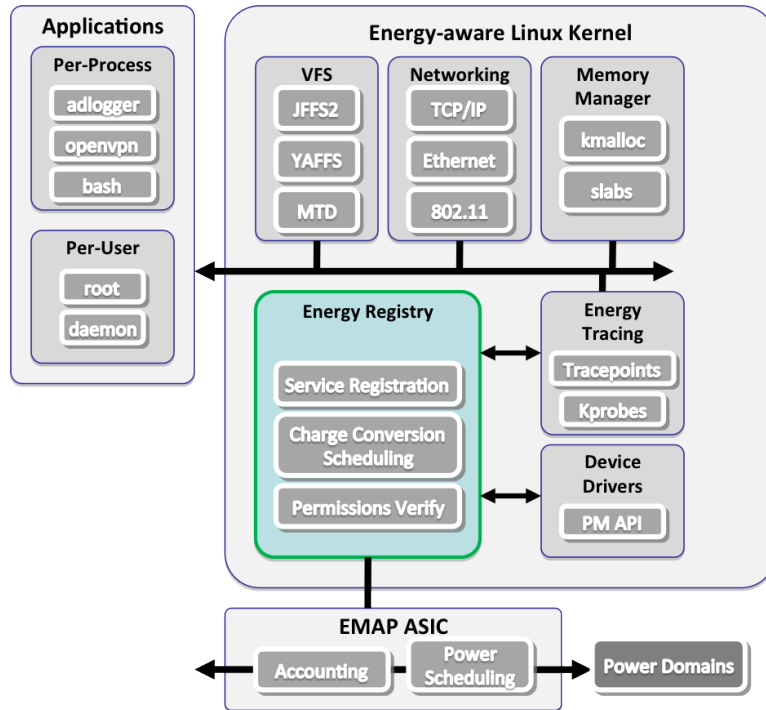 Applications
Per-Process
adlogger
openvpn
bash
Per-User
root
daemon
Energy-aware Linux Kernel
VFS
JFFS2
YAFFS
MTD
Networking
TCP/IP
Ethernet
802.11
Memory
Manager
kmalloc
slabs
Energy Registry
Service Registration
Charge Conversion
Scheduling
Permissions Verify
Energy
Tracing
Tracepoints
Kprobes
Device
Drivers
PM API
EMAP ASIC
Accounting
Power
Scheduling
Power Domains